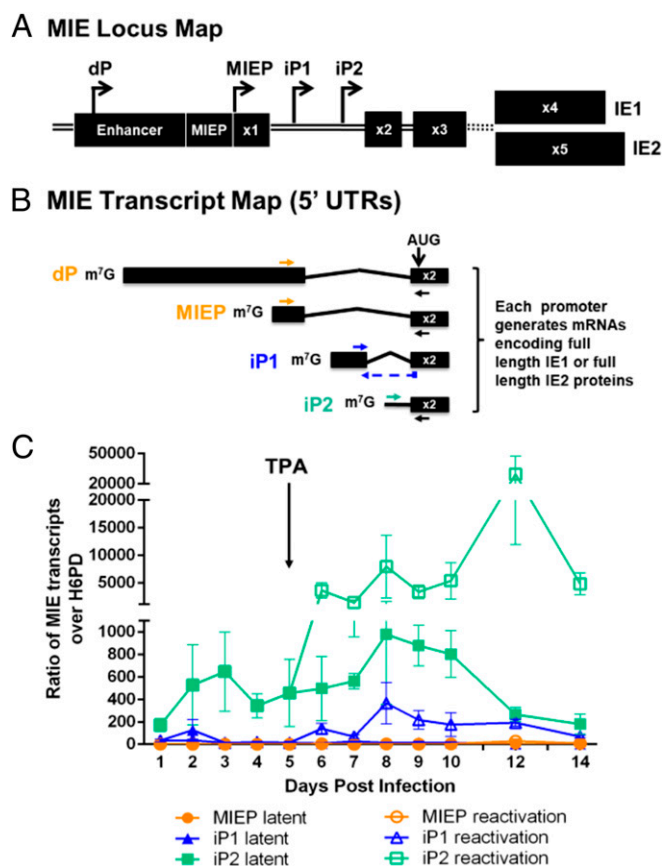 A MIE Locus Map
dP MIEP iP1 iP2
Enhancer MIEP x1 x2 x3 x4 IE1
x5 IE2
B MIE Transcript Map (5' UTRs)
AUG
dP m⁷G x2
MIEP m⁷G x2
iP1 m⁷G x2
iP2 m⁷G x2
Each promoter
generates mRNAs
encoding full
length IE1 or full
length IE2 proteins
C
TPA
Ratio of MIE transcripts
over H6PD
50000
20000
20000
15000
10000
5000
1000
800
600
400
200
0
1 2 3 4 5 6 7 8 9 10 12 14
Days Post Infection
MIEP latent MIEP reactivation
iP1 latent iP1 reactivation
iP2 latent iP2 reactivation